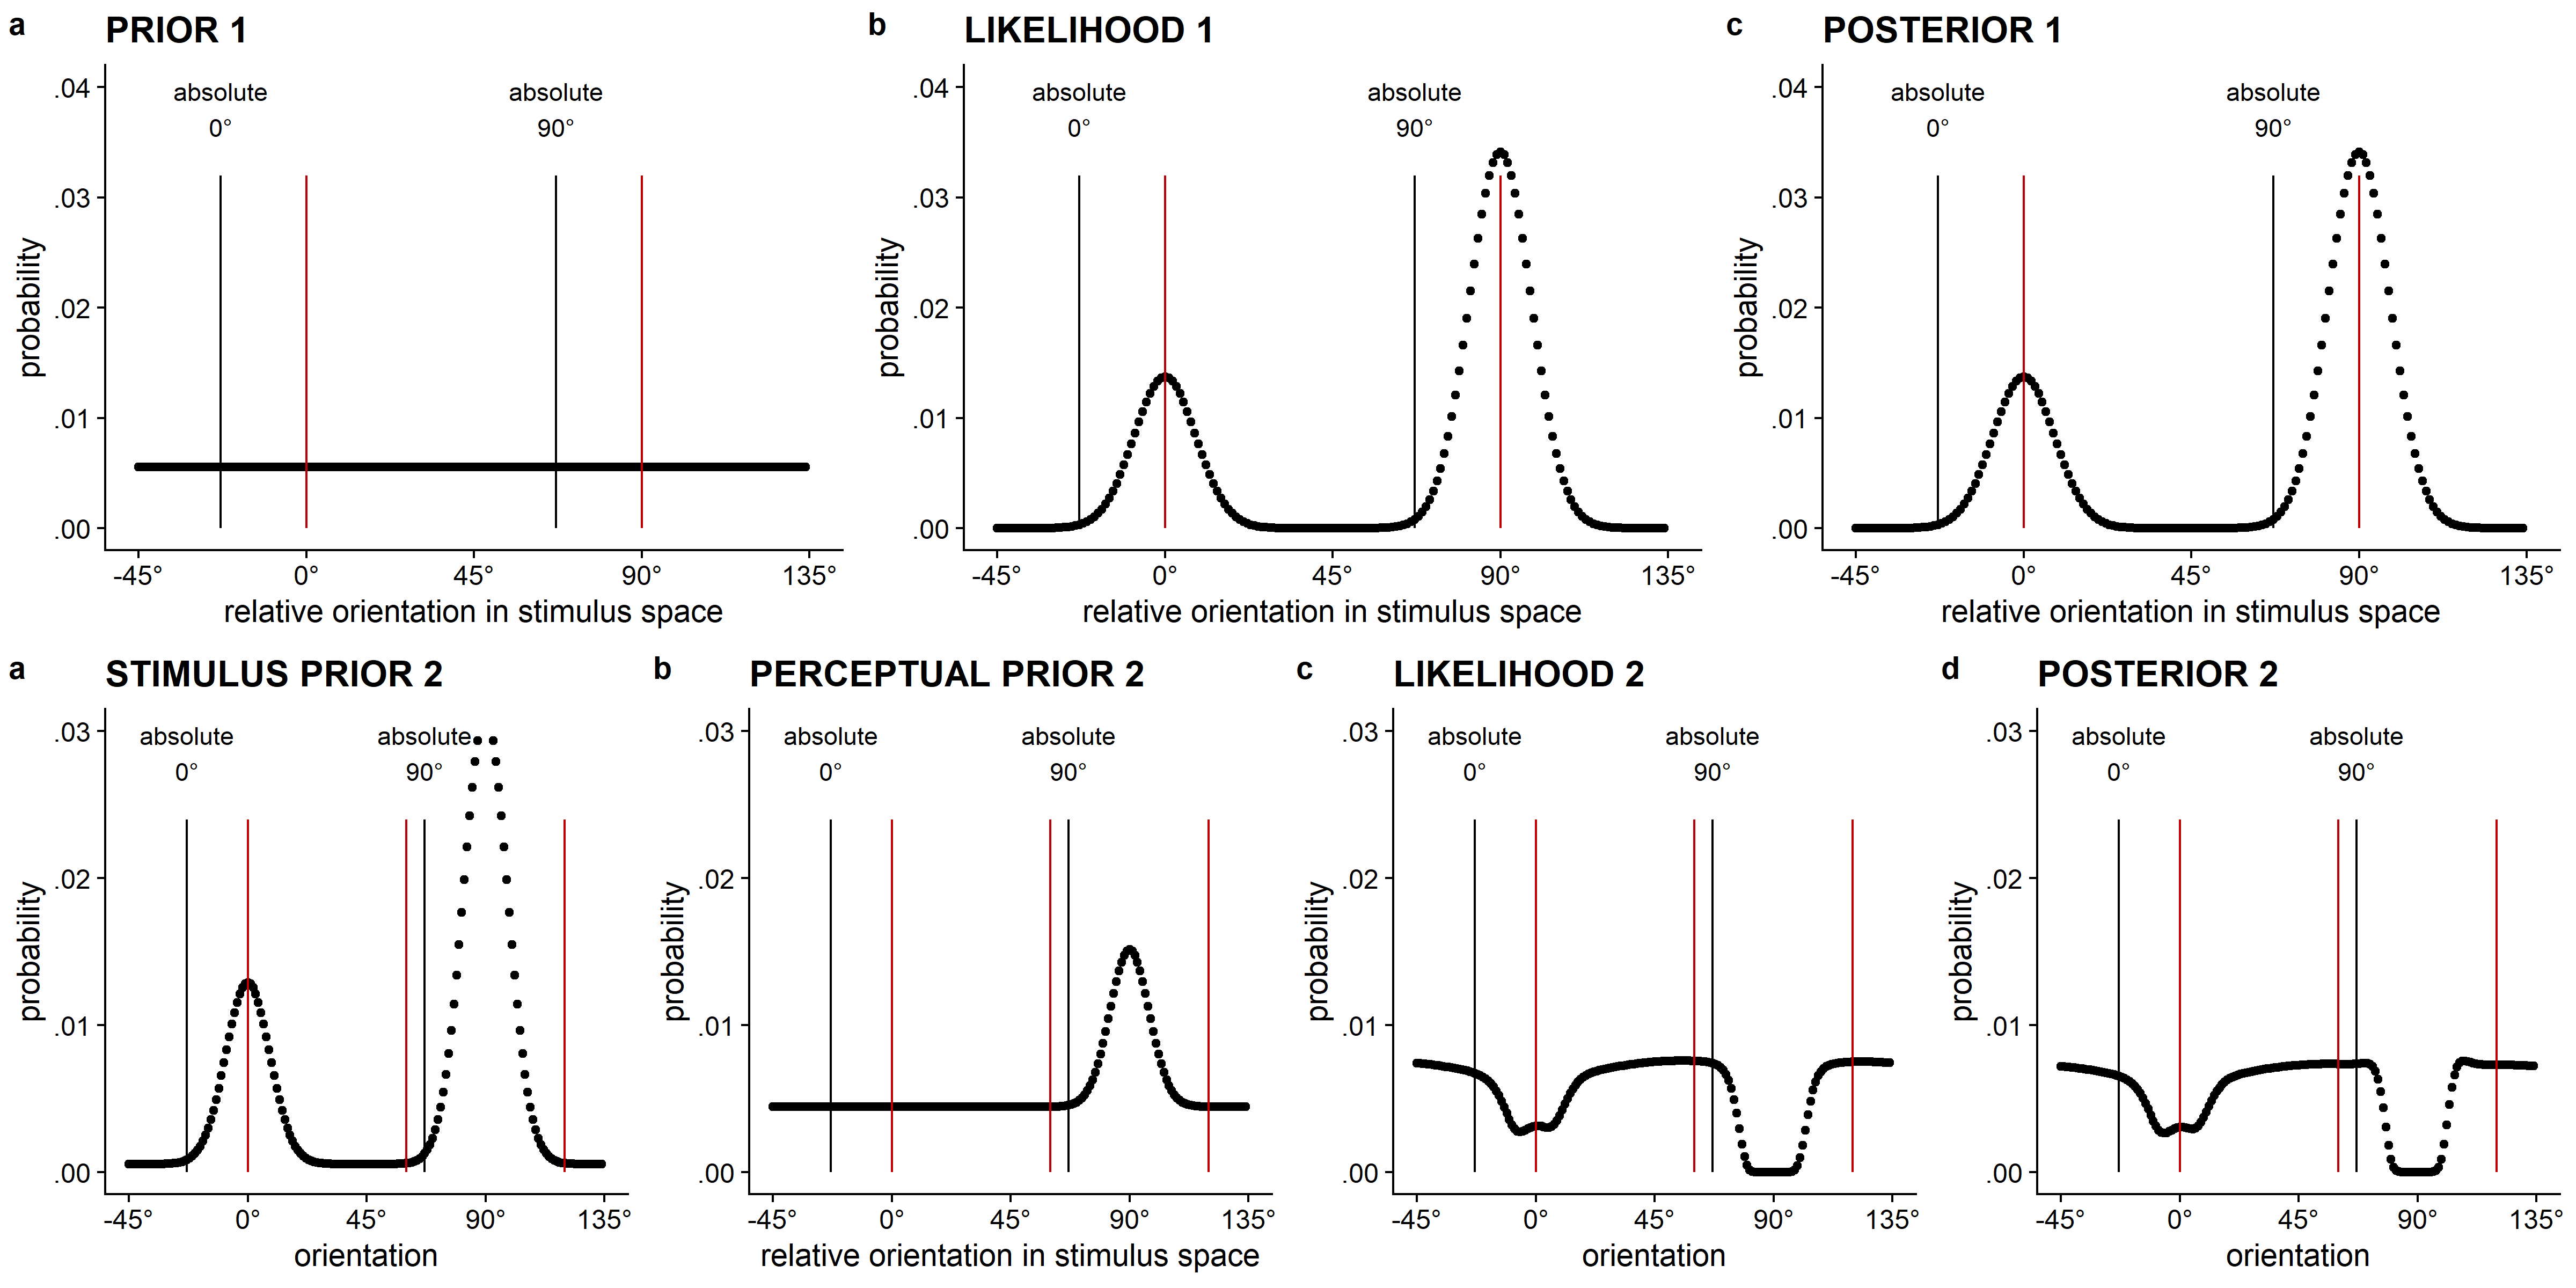 a PRIOR 1
absolute absolute
0° 90°
.04
.03
.02
.01
.00
probability
-45° 0° 45° 90° 135°
relative orientation in stimulus space
b LIKELIHOOD 1
absolute absolute
0° 90°
.04
.03
.02
.01
.00
probability
-45° 0° 45° 90° 135°
relative orientation in stimulus space
c POSTERIOR 1
absolute absolute
0° 90°
.04
.03
.02
.01
.00
probability
-45° 0° 45° 90° 135°
relative orientation in stimulus space
a STIMULUS PRIOR 2
absolute absolute
0° 90°
.03
.02
.01
.00
probability
-45° 0° 45° 90° 135°
orientation
b PERCEPTUAL PRIOR 2
absolute absolute
0° 90°
.03
.02
.01
.00
probability
-45° 0° 45° 90° 135°
relative orientation in stimulus space
c LIKELIHOOD 2
absolute absolute
0° 90°
.03
.02
.01
.00
probability
-45° 0° 45° 90° 135°
orientation
d POSTERIOR 2
absolute absolute
0° 90°
.03
.02
.01
.00
probability
-45° 0° 45° 90° 135°
orientation